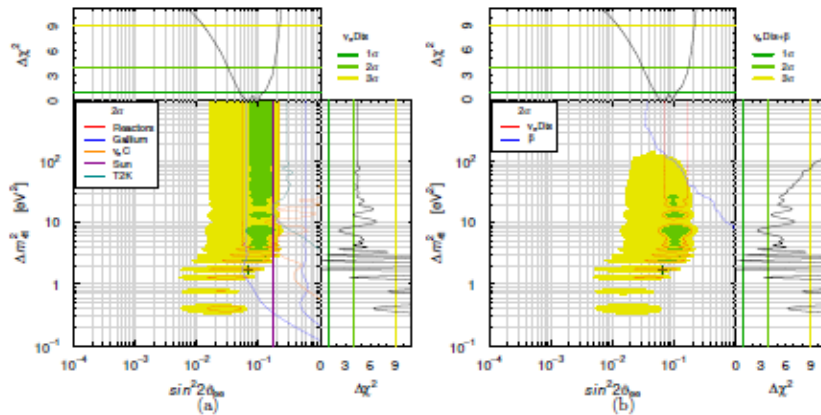 νeDis
1σ
2σ
3σ
Δχ²
0 3 6 9
2σ
Reactors
Gallium
νeC
Sun
T2K
Δm²41 [eV²]
10²
10
1
10⁻¹
10⁻⁴ 10⁻³ 10⁻² 10⁻¹ 0 3 6 9
sin²2ϑee Δχ²
(a)
νeDis+β
1σ
2σ
3σ
Δχ²
0 3 6 9
2σ
νeDis
β
Δm²41 [eV²]
10²
10
1
10⁻¹
10⁻⁴ 10⁻³ 10⁻² 10⁻¹ 0 3 6 9
sin²2ϑee Δχ²
(b)